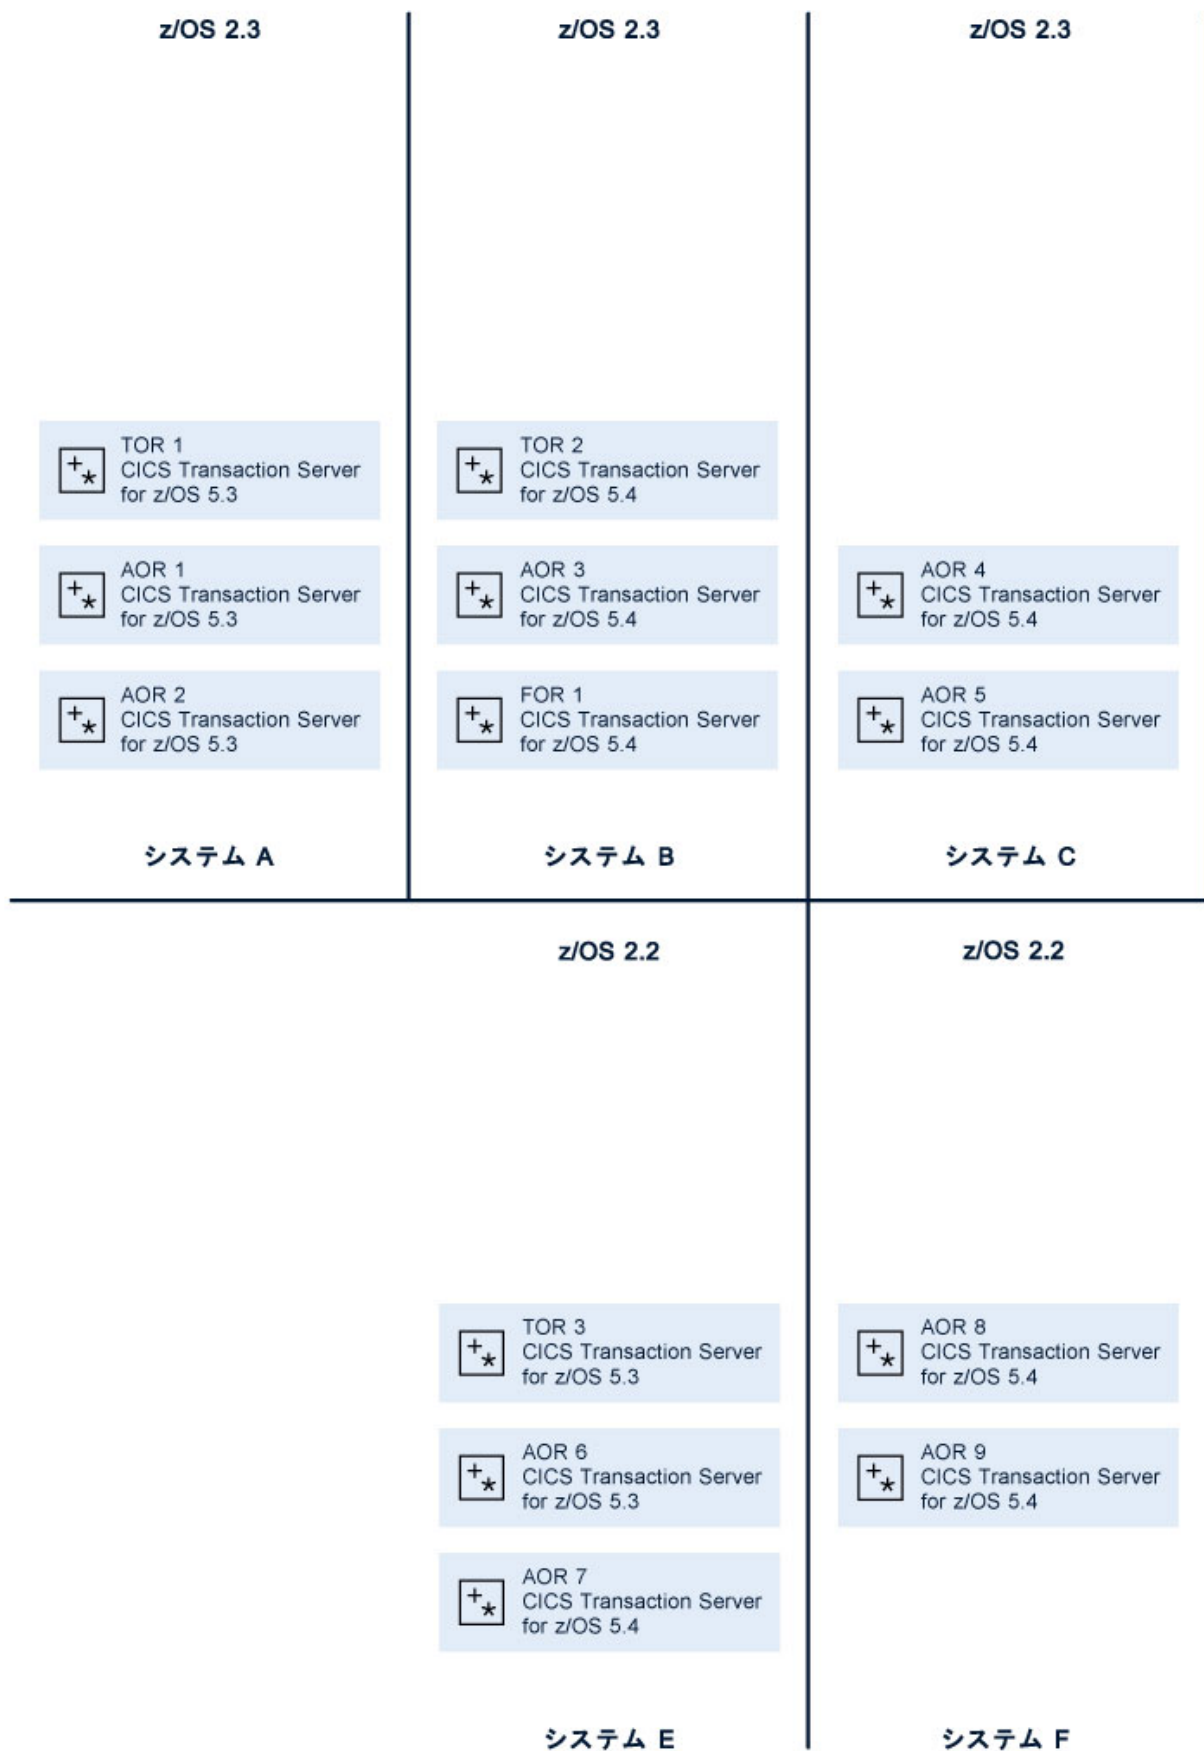 z/OS 2.3
TOR 1
CICS Transaction Server
for z/OS 5.3
AOR 1
CICS Transaction Server
for z/OS 5.3
AOR 2
CICS Transaction Server
for z/OS 5.3
システム A
z/OS 2.3
TOR 2
CICS Transaction Server
for z/OS 5.4
AOR 3
CICS Transaction Server
for z/OS 5.4
FOR 1
CICS Transaction Server
for z/OS 5.4
システム B
z/OS 2.3
AOR 4
CICS Transaction Server
for z/OS 5.4
AOR 5
CICS Transaction Server
for z/OS 5.4
システム C
z/OS 2.2
TOR 3
CICS Transaction Server
for z/OS 5.3
AOR 6
CICS Transaction Server
for z/OS 5.3
AOR 7
CICS Transaction Server
for z/OS 5.4
システム E
z/OS 2.2
AOR 8
CICS Transaction Server
for z/OS 5.4
AOR 9
CICS Transaction Server
for z/OS 5.4
システム F